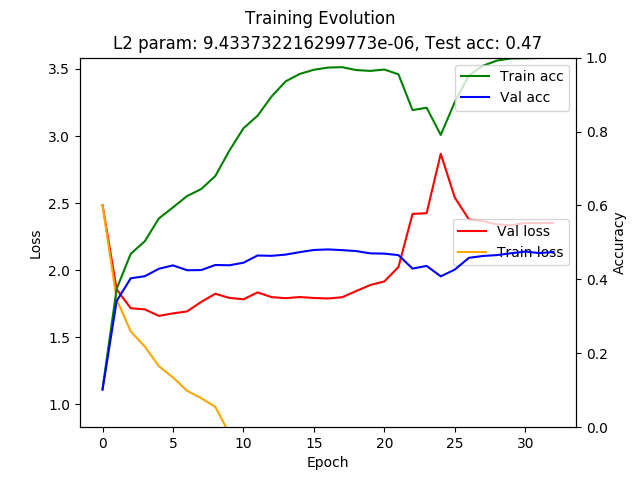 Training Evolution
L2 param: 9.433732216299773e-06, Test acc: 0.47
Train acc
Val acc
Val loss
Train loss
Loss
3.5
3.0
2.5
2.0
1.5
1.0
1.0
0.8
0.6
0.4
0.2
0.0
Accuracy
0 5 10 15 20 25 30
Epoch